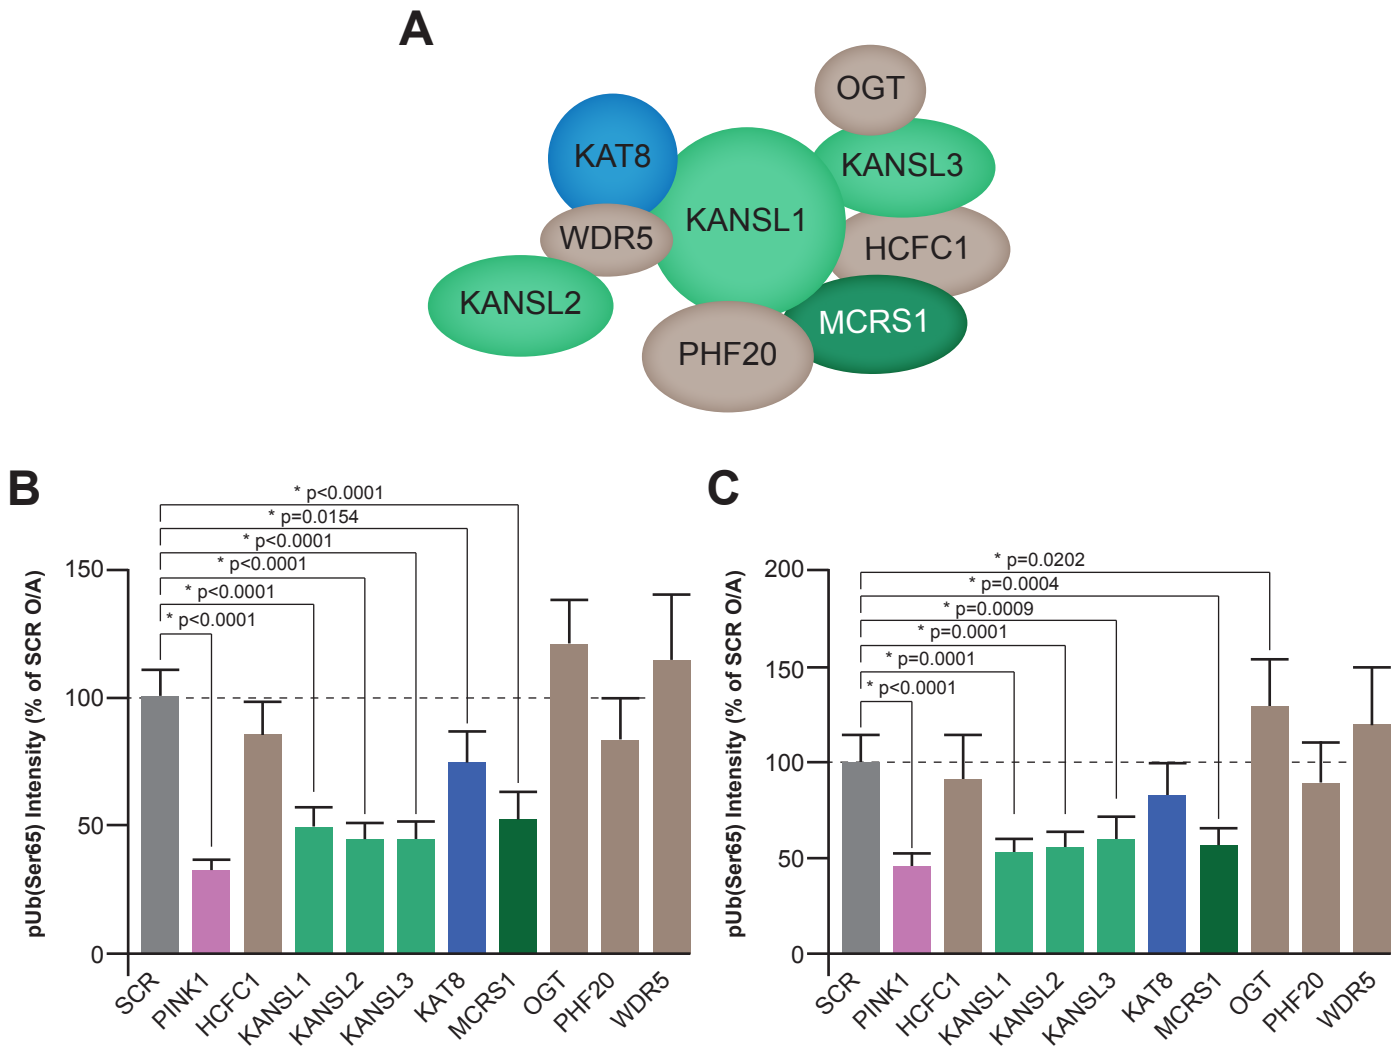 A
OGT
KAT8
KANSL3
KANSL1
WDR5
HCFC1
KANSL2
MCRS1
PHF20
B
* p<0.0001
* p=0.0154
* p<0.0001
* p<0.0001
* p<0.0001
* p<0.0001
150
100
50
0
pUb(Ser65) Intensity (% of SCR O/A)
SCR
PINK1
HCFC1
KANSL1
KANSL2
KANSL3
KAT8
MCRS1
OGT
PHF20
WDR5
C
* p=0.0202
* p=0.0004
* p=0.0009
* p=0.0001
* p=0.0001
* p<0.0001
200
150
100
50
0
pUb(Ser65) Intensity (% of SCR O/A)
SCR
PINK1
HCFC1
KANSL1
KANSL2
KANSL3
KAT8
MCRS1
OGT
PHF20
WDR5